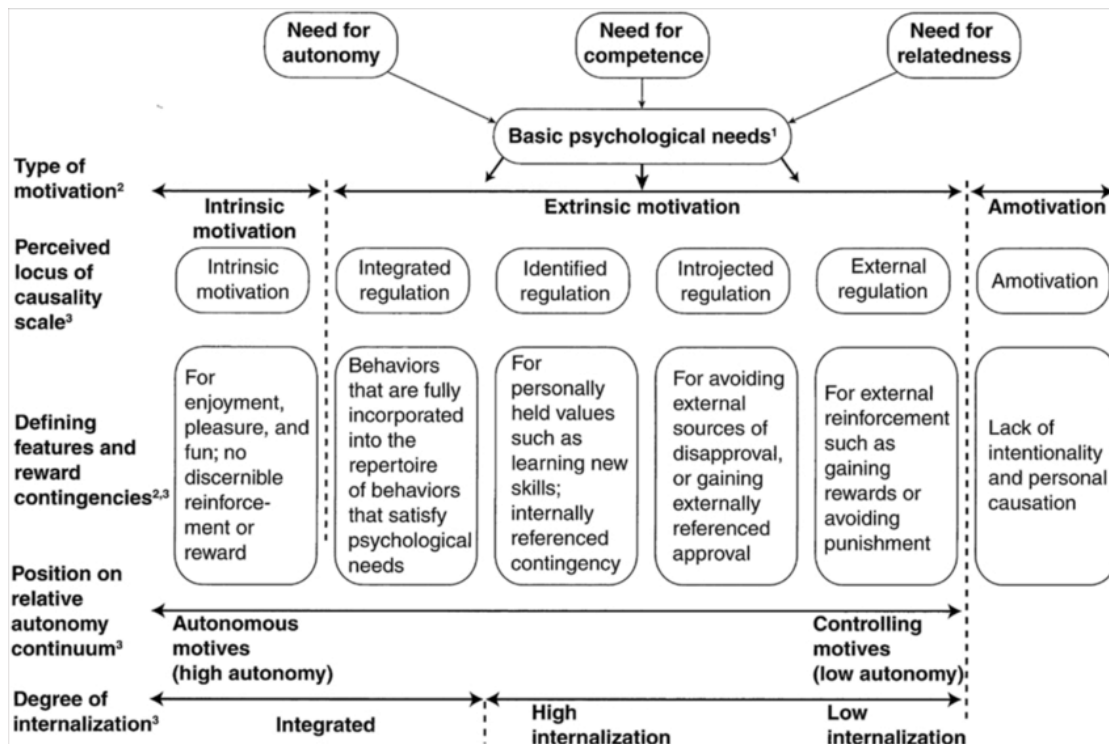 Need for
autonomy
Need for
competence
Need for
relatedness
Basic psychological needs¹
Type of
motivation²
Intrinsic
motivation
Extrinsic motivation
Amotivation
Perceived
locus of
causality
scale³
Intrinsic
motivation
Integrated
regulation
Identified
regulation
Introjected
regulation
External
regulation
Amotivation
Defining
features and
reward
contingencies²,³
For
enjoyment,
pleasure, and
fun; no
discernible
reinforce-
ment or
reward
Behaviors
that are fully
incorporated
into the
repertoire
of behaviors
that satisfy
psychological
needs
For
personally
held values
such as
learning new
skills;
internally
referenced
contingency
For avoiding
external
sources of
disapproval,
or gaining
externally
referenced
approval
For external
reinforcement
such as
gaining
rewards or
avoiding
punishment
Lack of
intentionality
and personal
causation
Position on
relative
autonomy
continuum³
Autonomous
motives
(high autonomy)
Controlling
motives
(low autonomy)
Degree of
internalization³
Integrated
High
internalization
Low
internalization